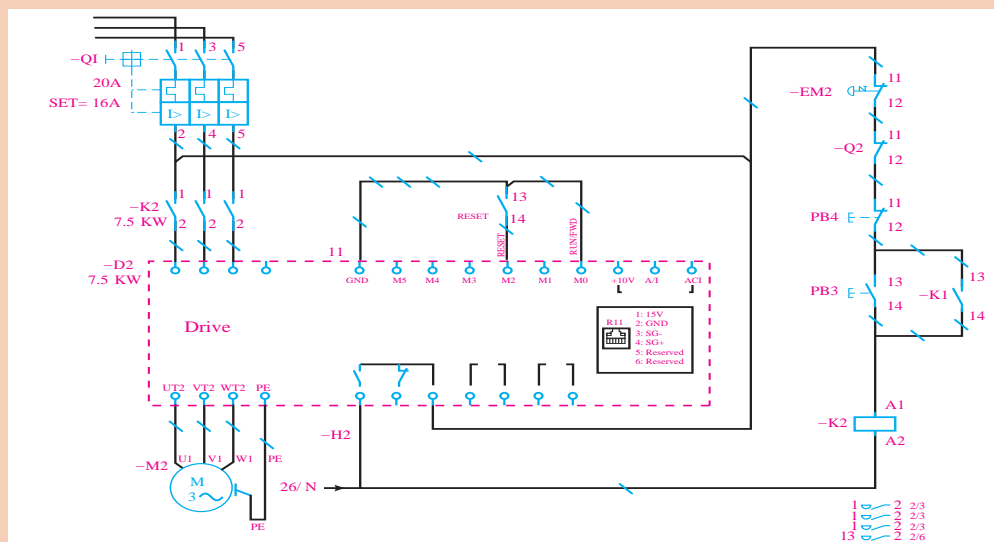 1 3 5
−QI
20A
SET= 16A
I> I> I>
2 4 5
−K2
7.5 KW
1 1 1
2 2 2
−D2
7.5 KW
11
RESET
13
14
RESET
RUN/FWD
GND M5 M4 M3 M2 M1 M0 +10V A/I ACI
Drive
R11
1: 15V
2: GND
3: SG-
4: SG+
5: Reserved
6: Reserved
UT2 VT2 WT2 PE
−H2
−M2
U1 V1 W1 PE
M
3
PE
26/ N
−EM2
11
12
−Q2
11
12
PB4
11
12
PB3
13
14
−K1
13
14
−K2
A1
A2
1 2 2/3
1 2 2/3
1 2 2/3
13 2 2/6